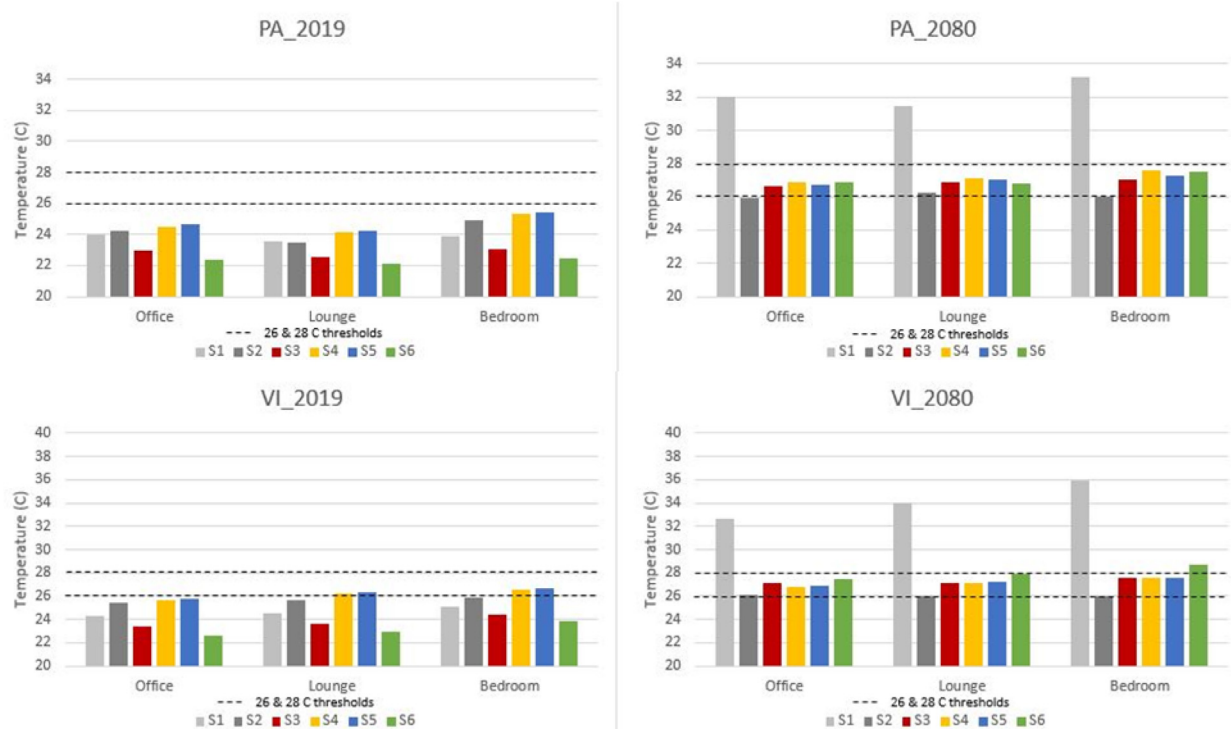 PA_2019
Temperature (C)
34
32
30
28
26
24
22
20
Office Lounge Bedroom
26 & 28 C thresholds
S1 S2 S3 S4 S5 S6
PA_2080
Temperature (C)
34
32
30
28
26
24
22
20
Office Lounge Bedroom
26 & 28 C thresholds
S1 S2 S3 S4 S5 S6
VI_2019
Temperature (C)
40
38
36
34
32
30
28
26
24
22
20
Office Lounge Bedroom
26 & 28 C thresholds
S1 S2 S3 S4 S5 S6
VI_2080
Temperature (C)
40
38
36
34
32
30
28
26
24
22
20
Office Lounge Bedroom
26 & 28 C thresholds
S1 S2 S3 S4 S5 S6